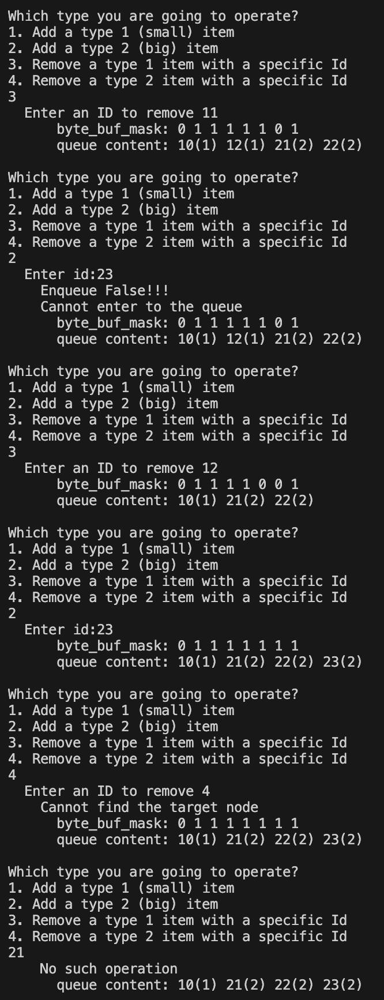 Which type you are going to operate?
1. Add a type 1 (small) item
2. Add a type 2 (big) item
3. Remove a type 1 item with a specific Id
4. Remove a type 2 item with a specific Id
3
  Enter an ID to remove 11
      byte_buf_mask: 0 1 1 1 1 1 0 1
      queue content: 10(1) 12(1) 21(2) 22(2)

Which type you are going to operate?
1. Add a type 1 (small) item
2. Add a type 2 (big) item
3. Remove a type 1 item with a specific Id
4. Remove a type 2 item with a specific Id
2
  Enter id:23
    Enqueue False!!!
    Cannot enter to the queue
      byte_buf_mask: 0 1 1 1 1 1 0 1
      queue content: 10(1) 12(1) 21(2) 22(2)

Which type you are going to operate?
1. Add a type 1 (small) item
2. Add a type 2 (big) item
3. Remove a type 1 item with a specific Id
4. Remove a type 2 item with a specific Id
3
  Enter an ID to remove 12
      byte_buf_mask: 0 1 1 1 1 0 0 1
      queue content: 10(1) 21(2) 22(2)

Which type you are going to operate?
1. Add a type 1 (small) item
2. Add a type 2 (big) item
3. Remove a type 1 item with a specific Id
4. Remove a type 2 item with a specific Id
2
  Enter id:23
      byte_buf_mask: 0 1 1 1 1 1 1 1
      queue content: 10(1) 21(2) 22(2) 23(2)

Which type you are going to operate?
1. Add a type 1 (small) item
2. Add a type 2 (big) item
3. Remove a type 1 item with a specific Id
4. Remove a type 2 item with a specific Id
4
  Enter an ID to remove 4
    Cannot find the target node
      byte_buf_mask: 0 1 1 1 1 1 1 1
      queue content: 10(1) 21(2) 22(2) 23(2)

Which type you are going to operate?
1. Add a type 1 (small) item
2. Add a type 2 (big) item
3. Remove a type 1 item with a specific Id
4. Remove a type 2 item with a specific Id
21
    No such operation
      queue content: 10(1) 21(2) 22(2) 23(2)